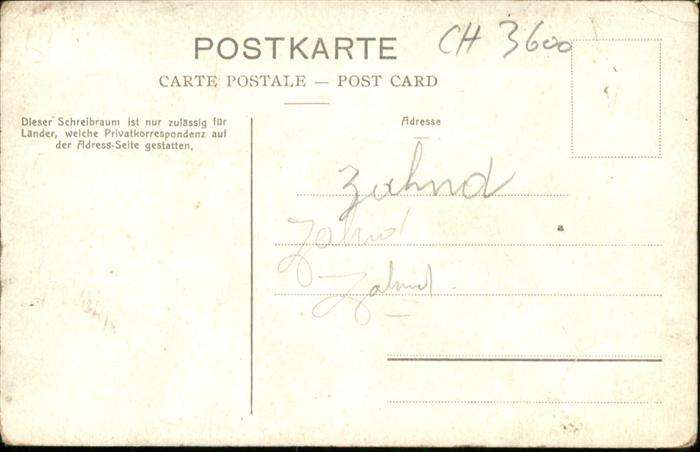 POSTKARTE CH 3600
CARTE POSTALE — POST CARD
Dieser Schreibraum ist nur zulässig für
Länder, welche Privatkorrespondenz auf
der Adress-Seite gestatten.
Adresse
Zahnd
Zahnd
Zahnd